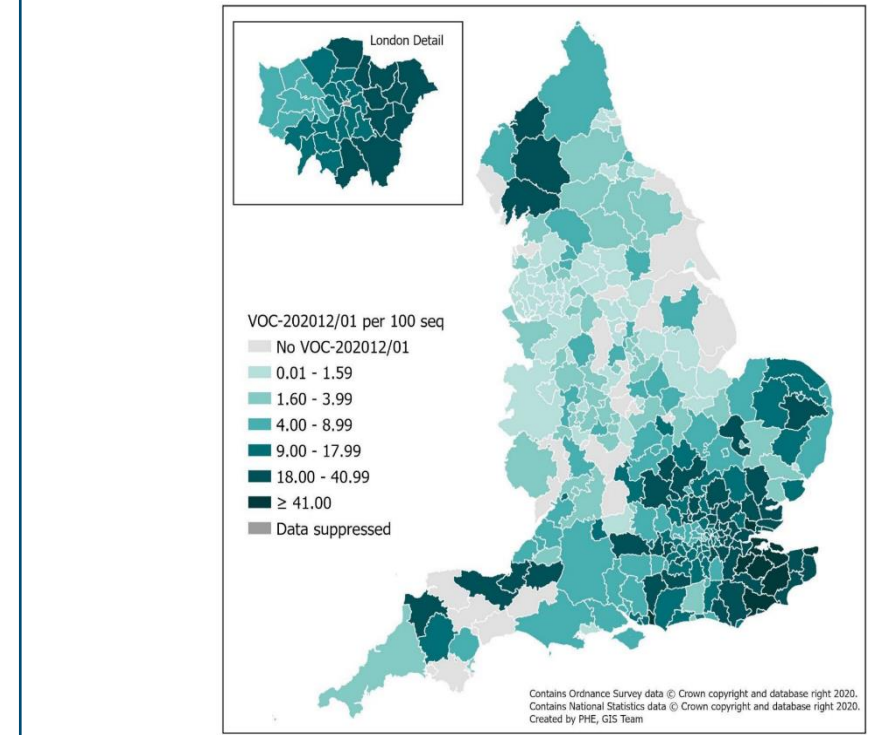 London Detail
VOC-202012/01 per 100 seq
No VOC-202012/01
0.01 - 1.59
1.60 - 3.99
4.00 - 8.99
9.00 - 17.99
18.00 - 40.99
≥ 41.00
Data suppressed
Contains Ordnance Survey data © Crown copyright and database right 2020.
Contains National Statistics data © Crown copyright and database right 2020.
Created by PHE, GIS Team